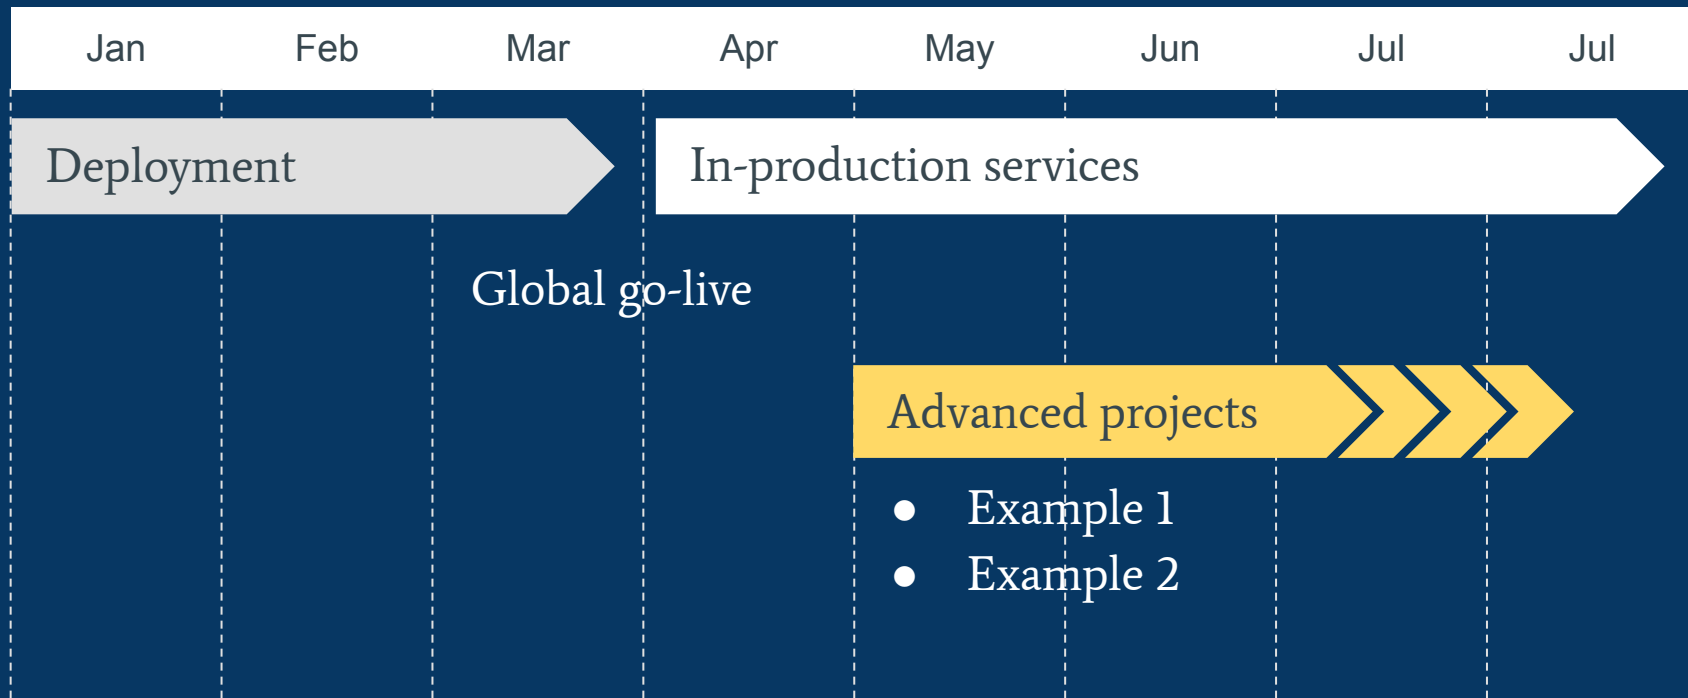 Jan Feb Mar Apr May Jun Jul Jul
Deployment In-production services
Global go-live
Advanced projects
● Example 1
● Example 2